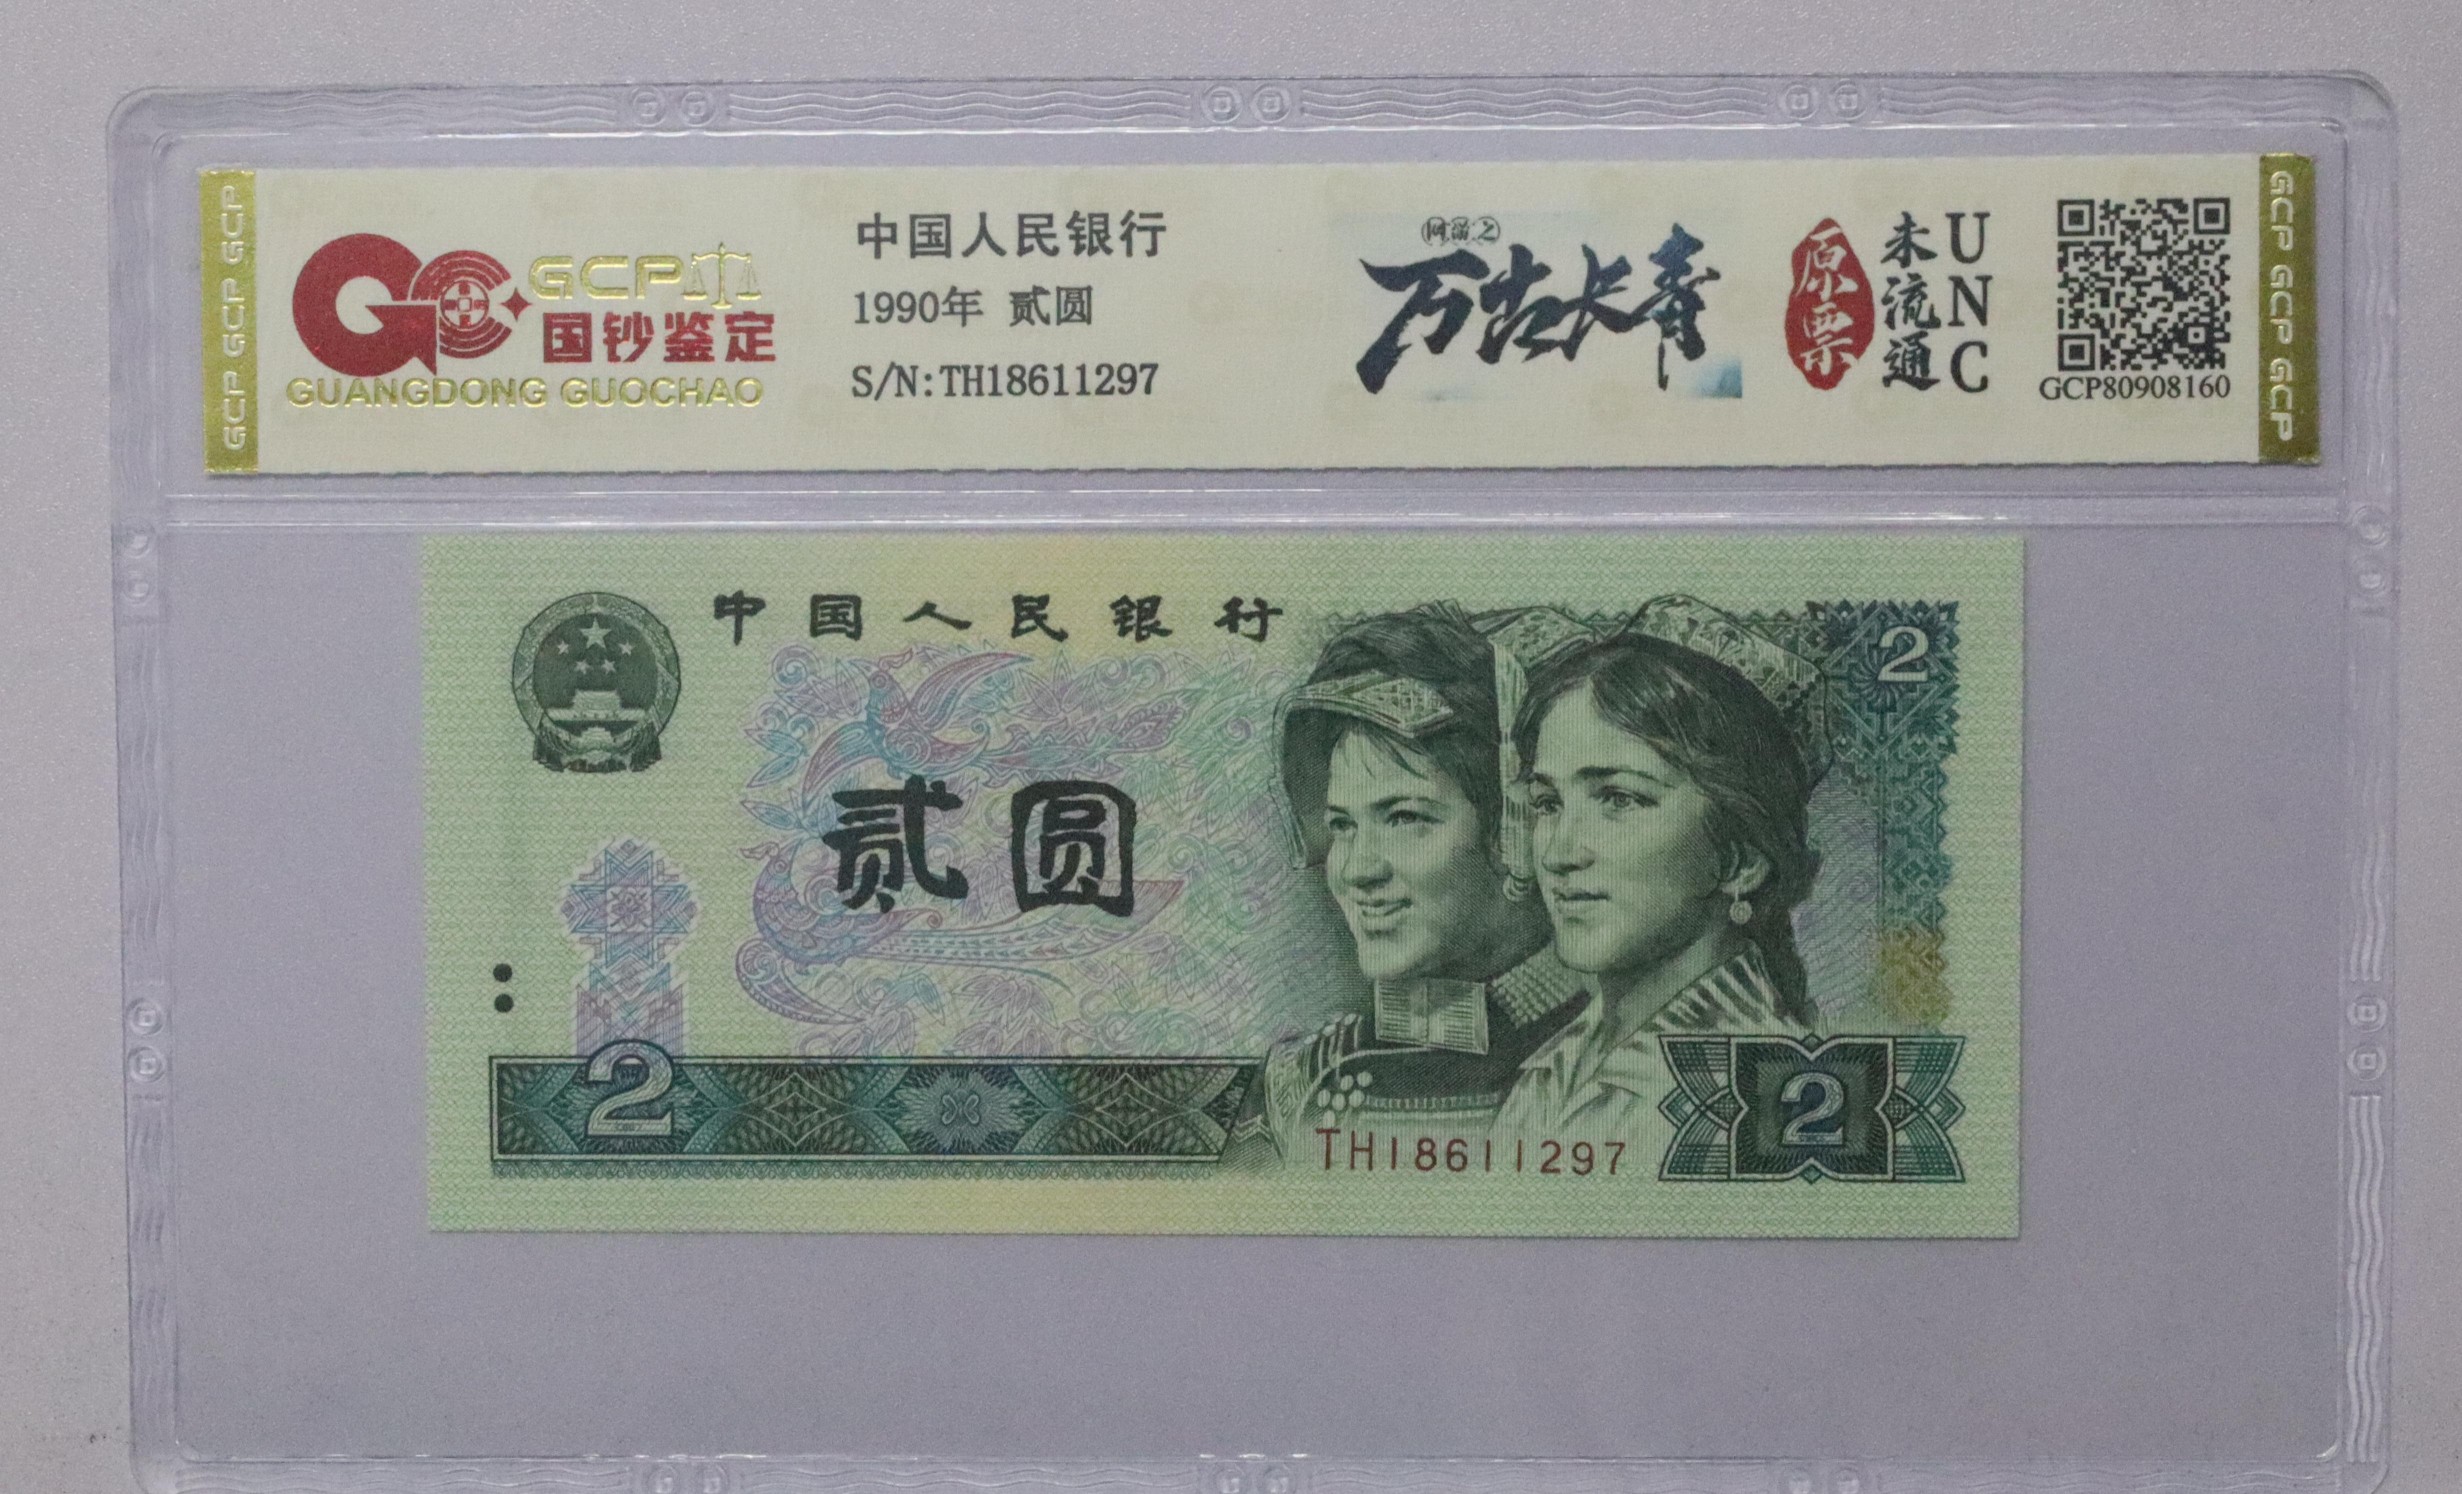 GCP GCP GCP
GCP
国钞鉴定
GUANGDONG GUOCHAO
中国人民银行
1990年 贰圆
S/N:TH18611297
万古长青
原票
未流通
UNC
GCP80908160
GCP GCP GCP
中国人民银行
2
贰圆
2
TH18611297
2